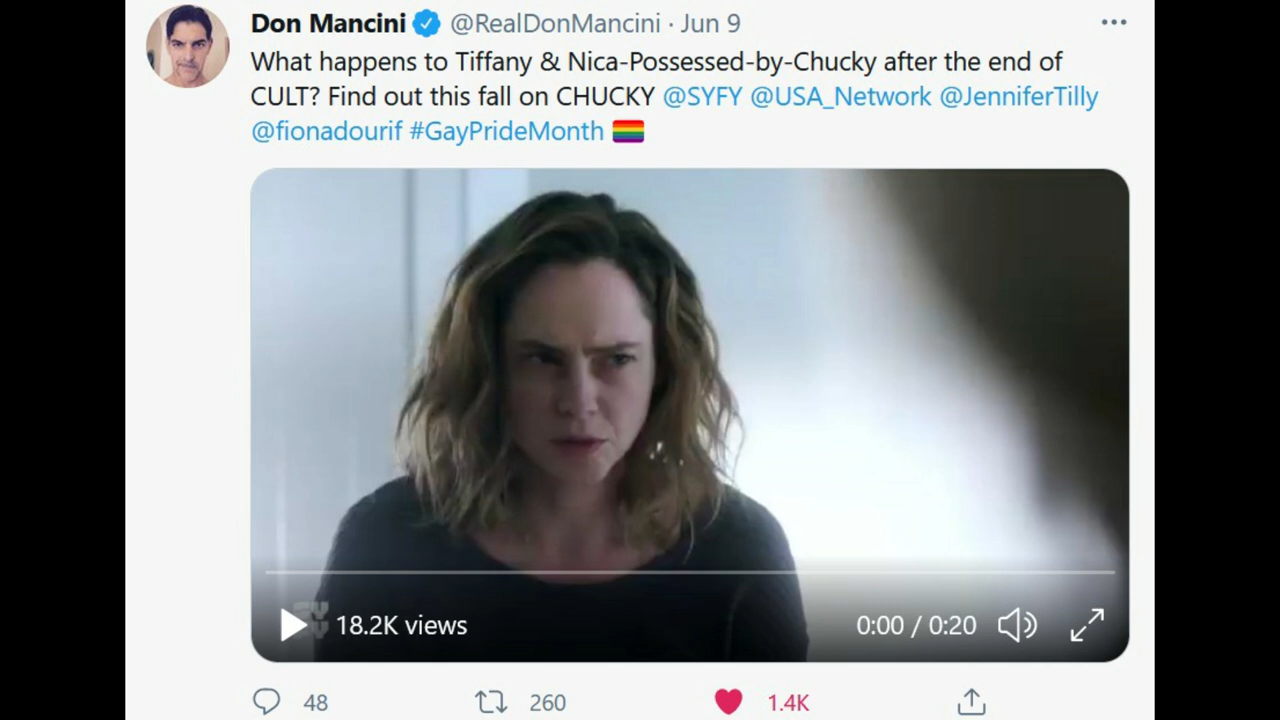 Don Mancini @RealDonMancini · Jun 9
What happens to Tiffany & Nica-Possessed-by-Chucky after the end of
CULT? Find out this fall on CHUCKY @SYFY @USA_Network @JenniferTilly
@fionadourif #GayPrideMonth
18.2K views
0:00 / 0:20
48
260
1.4K